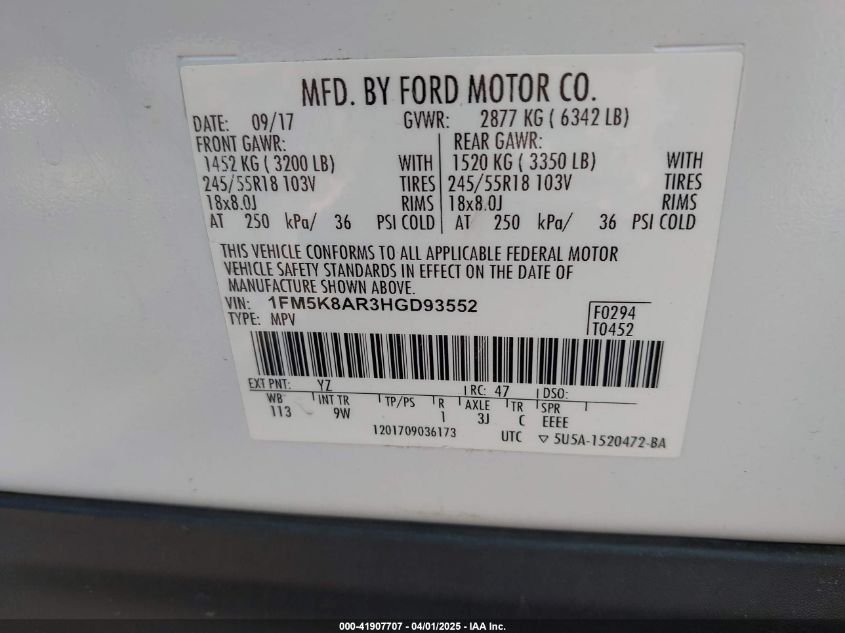 MFD. BY FORD MOTOR CO.
DATE: 09/17 GVWR: 2877 KG ( 6342 LB)
FRONT GAWR: REAR GAWR:
1452 KG ( 3200 LB) WITH 1520 KG ( 3350 LB) WITH
245/55R18 103V TIRES 245/55R18 103V TIRES
18x8.0J RIMS 18x8.0J RIMS
AT 250 kPa/ 36 PSI COLD AT 250 kPa/ 36 PSI COLD
THIS VEHICLE CONFORMS TO ALL APPLICABLE FEDERAL MOTOR
VEHICLE SAFETY STANDARDS IN EFFECT ON THE DATE OF
MANUFACTURE SHOWN ABOVE.
VIN: 1FM5K8AR3HGD93552 F0294
TYPE: MPV T0452
EXT PNT: YZ RC: 47 DSO:
WB INT TR TP/PS R AXLE TR SPR
113 9W 1 3J C EEEE
1201709036173 UTC ▽ 5U5A-1520472-BA
000-41907707 - 04/01/2025 - IAA Inc.